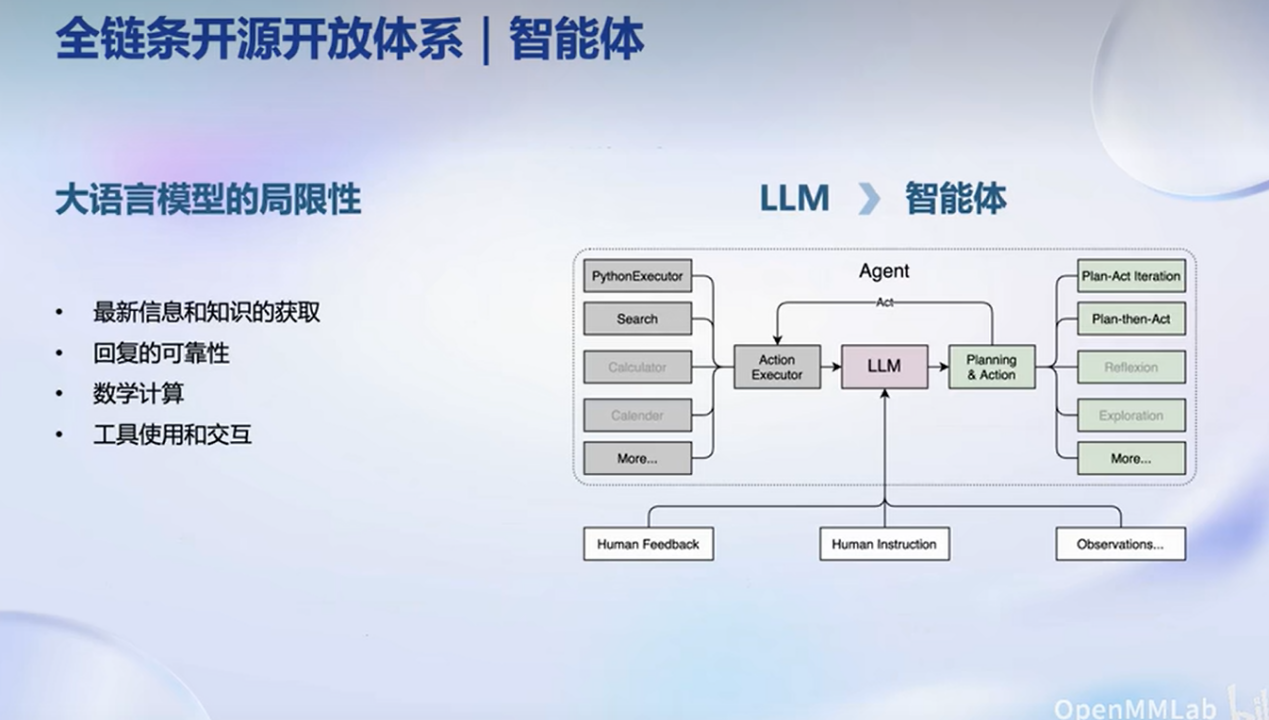 全链条开源开放体系 | 智能体
大语言模型的局限性
• 最新信息和知识的获取
• 回复的可靠性
• 数学计算
• 工具使用和交互
LLM 智能体
Agent
Act
PythonExecutor
Search
Calculator
Calender
More...
Action
Executor
LLM
Planning
& Action
Plan-Act Iteration
Plan-then-Act
Reflexion
Exploration
More...
Human Feedback
Human Instruction
Observations...
OpenMMLab